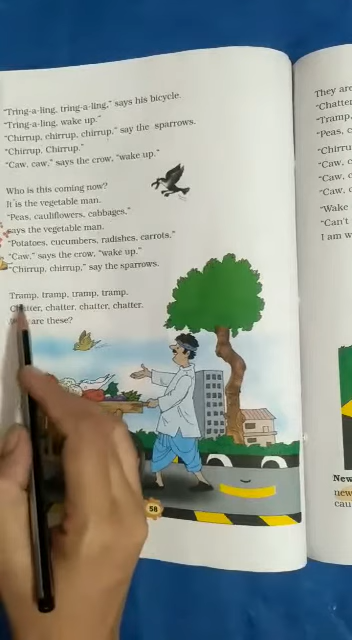 "Tring-a-ling, tring-a-ling," says his bicycle.
"Tring-a-ling, wake up."
"Chirrup, chirrup, chirrup," say the sparrows.
"Chirrup, Chirrup."
"Caw, caw," says the crow, "wake up."
Who is this coming now?
It is the vegetable man.
"Peas, cauliflowers, cabbages."
says the vegetable man.
"Potatoes, cucumbers, radishes, carrots,"
"Caw," says the crow, "wake up."
"Chirrup, chirrup," say the sparrows.
Tramp, tramp, tramp, tramp.
Chatter, chatter, chatter, chatter.
are these?
58
They are
"Chatter
"Tramp,
"Peas, c
"Chirru
"Caw, c
"Caw, c
"Caw, c
"Wake
"Can't
I am w
New
new
cau